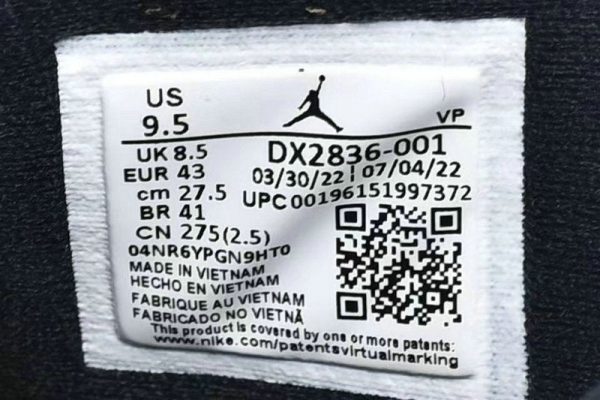 US
9.5
VP
UK 8.5
EUR 43
cm 27.5
BR 41
CN 275(2.5)
DX2836-001
03/30/22 | 07/04/22
UPC00196151997372
04NR6YPGN9HT0
MADE IN VIETNAM
HECHO EN VIETNAM
FABRIQUE AU VIETNAM
FABRICADO NO VIETNÃ
This product is covered by one or more patents:
www.nike.com/patentsvirtualmarking